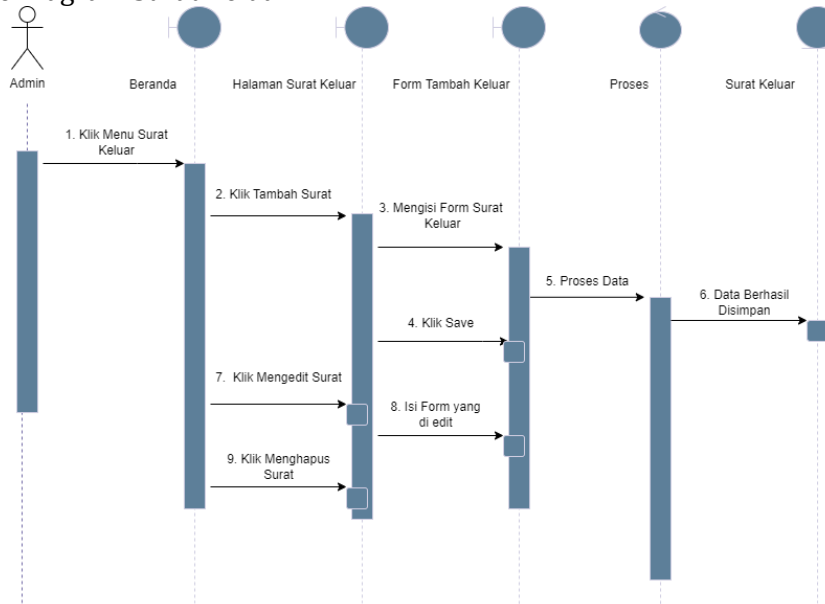 Admin
Beranda
Halaman Surat Keluar
Form Tambah Keluar
Proses
Surat Keluar
1. Klik Menu Surat
Keluar
2. Klik Tambah Surat
3. Mengisi Form Surat
Keluar
5. Proses Data
6. Data Berhasil
Disimpan
4. Klik Save
7. Klik Mengedit Surat
8. Isi Form yang
di edit
9. Klik Menghapus
Surat